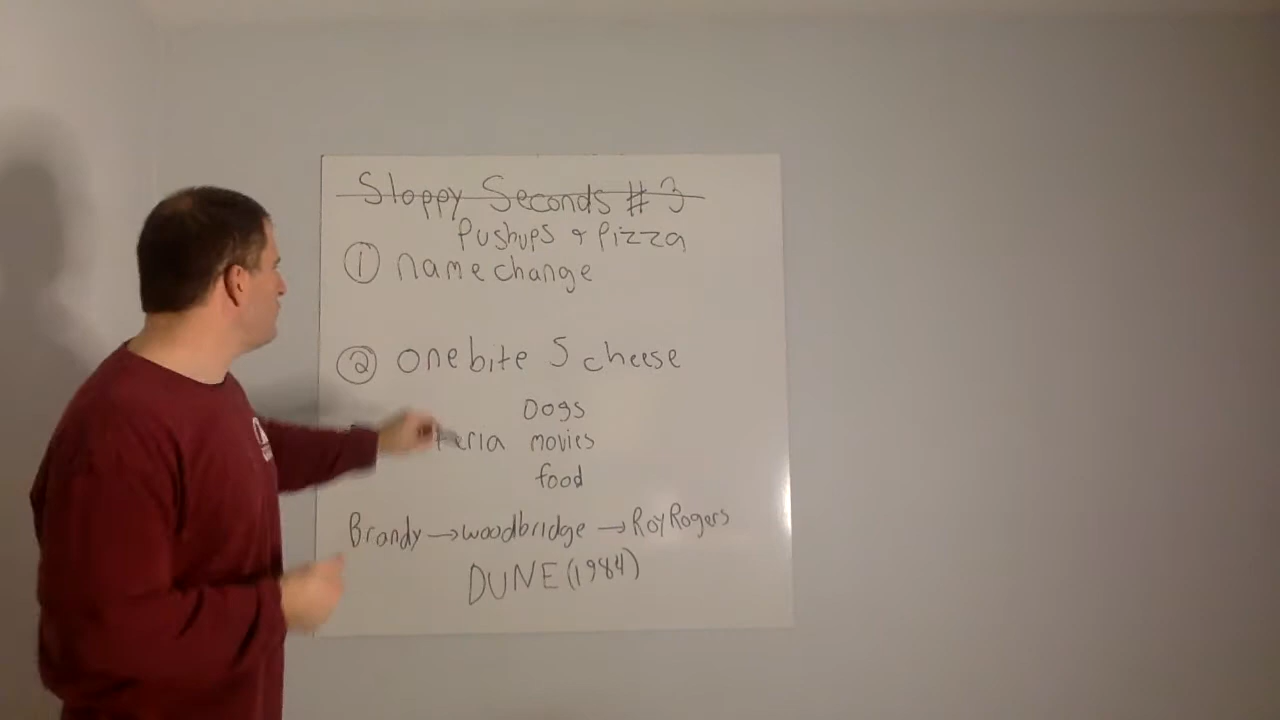 Sloppy Seconds # 3
Pushups & Pizza
① name change
② one bite 5 cheese
Dogs
teria movies
food
Brandy → woodbridge → Roy Rogers
DUNE (1984)